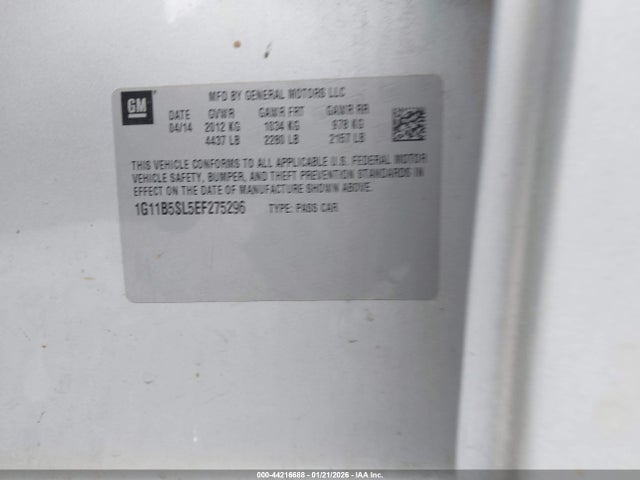 GM
MFD BY GENERAL MOTORS LLC
DATE GVWR GAWR FRT GAWR RR
04/14 2012 KG 1034 KG 978 KG
4437 LB 2280 LB 2157 LB
THIS VEHICLE CONFORMS TO ALL APPLICABLE U.S. FEDERAL MOTOR
VEHICLE SAFETY, BUMPER, AND THEFT PREVENTION STANDARDS IN
EFFECT ON THE DATE OF MANUFACTURE SHOWN ABOVE.
1G11B5SL5EF275296 TYPE: PASS CAR
000-44216688 - 01/21/2026 - IAA Inc.